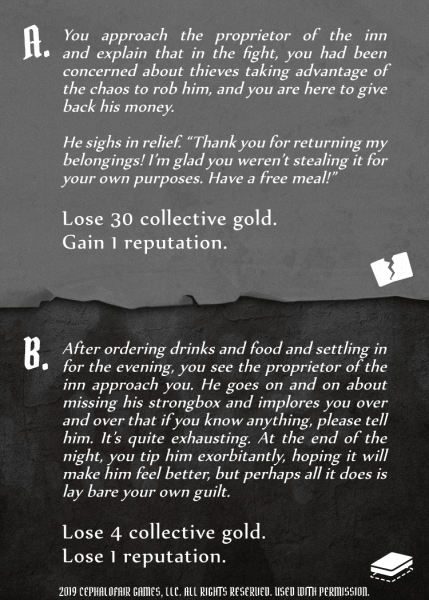 A. You approach the proprietor of the inn
and explain that in the fight, you had been
concerned about thieves taking advantage of
the chaos to rob him, and you are here to give
back his money.
He sighs in relief. “Thank you for returning my
belongings! I’m glad you weren’t stealing it for
your own purposes. Have a free meal!”
Lose 30 collective gold.
Gain 1 reputation.
B. After ordering drinks and food and settling in
for the evening, you see the proprietor of the
inn approach you. He goes on and on about
missing his strongbox and implores you over
and over that if you know anything, please tell
him. It’s quite exhausting. At the end of the
night, you tip him exorbitantly, hoping it will
make him feel better, but perhaps all it does is
lay bare your own guilt.
Lose 4 collective gold.
Lose 1 reputation.
2019 CEPHALOFAIR GAMES, LLC. ALL RIGHTS RESERVED. USED WITH PERMISSION.